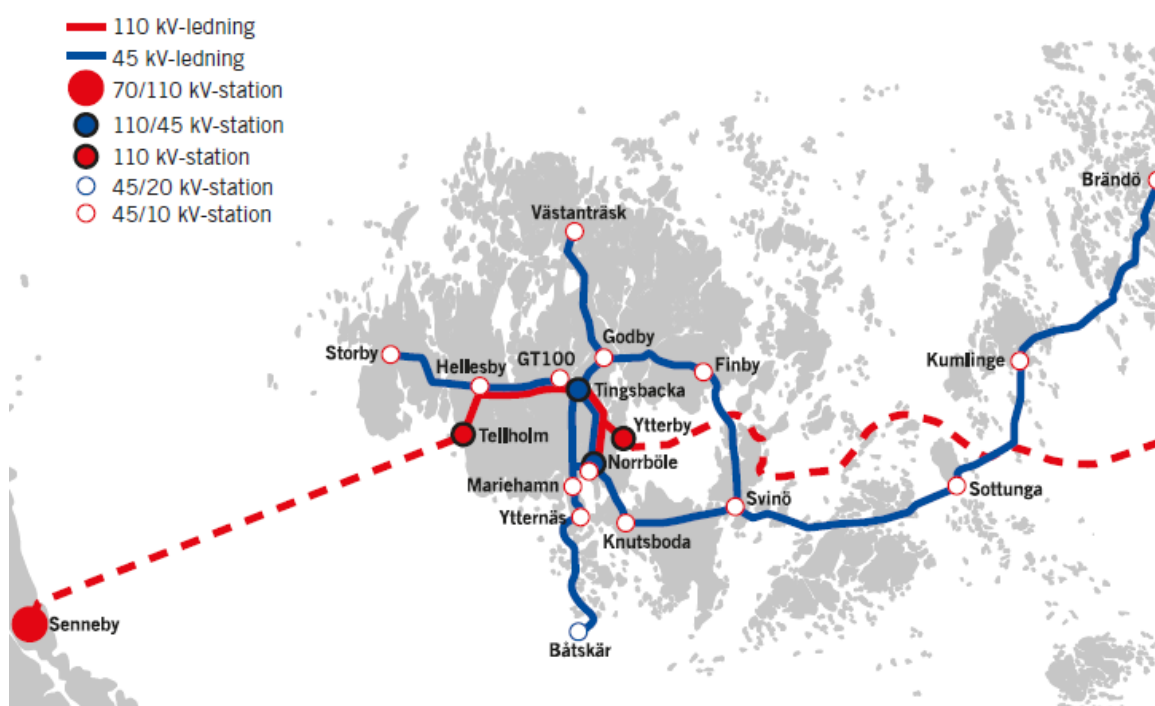 110 kV-ledning
45 kV-ledning
70/110 kV-station
110/45 kV-station
110 kV-station
45/20 kV-station
45/10 kV-station
Brändö
Västanträsk
Godby
Storby
GT100
Hellesby
Finby
Kumlinge
Tingsbacka
Ytterby
Tellholm
Norrböle
Mariehamn
Sottunga
Svinö
Ytternäs
Knutsboda
Senneby
Båtskär